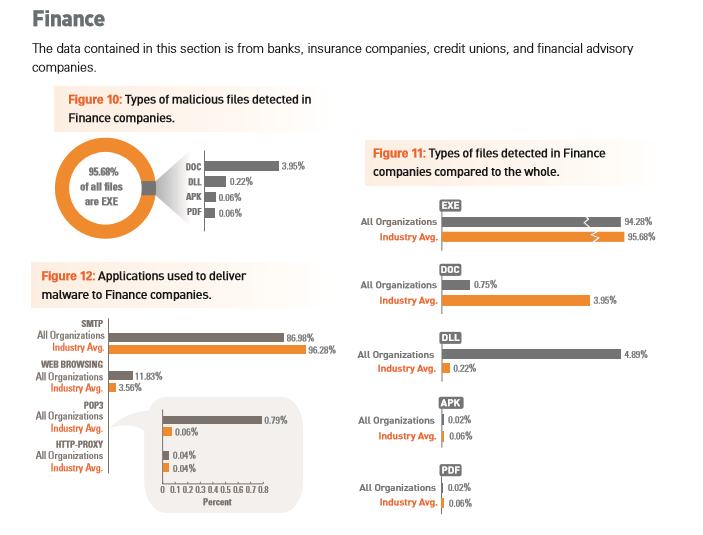 Finance
The data contained in this section is from banks, insurance companies, credit unions, and financial advisory
companies.
Figure 10: Types of malicious files detected in
Finance companies.
95.68%
of all files
are EXE
DOC 3.95%
DLL 0.22%
APK 0.06%
PDF 0.06%
Figure 11: Types of files detected in Finance
companies compared to the whole.
EXE
All Organizations 94.28%
Industry Avg. 95.68%
DOC
All Organizations 0.75%
Industry Avg. 3.95%
DLL
All Organizations 4.89%
Industry Avg. 0.22%
APK
All Organizations 0.02%
Industry Avg. 0.06%
PDF
All Organizations 0.02%
Industry Avg. 0.06%
Figure 12: Applications used to deliver
malware to Finance companies.
SMTP
All Organizations 86.98%
Industry Avg. 96.28%
WEB BROWSING
All Organizations 11.83%
Industry Avg. 3.56%
POP3
All Organizations 0.79%
Industry Avg. 0.06%
HTTP-PROXY
All Organizations 0.04%
Industry Avg. 0.04%
0 0.1 0.2 0.3 0.4 0.5 0.6 0.7 0.8
Percent